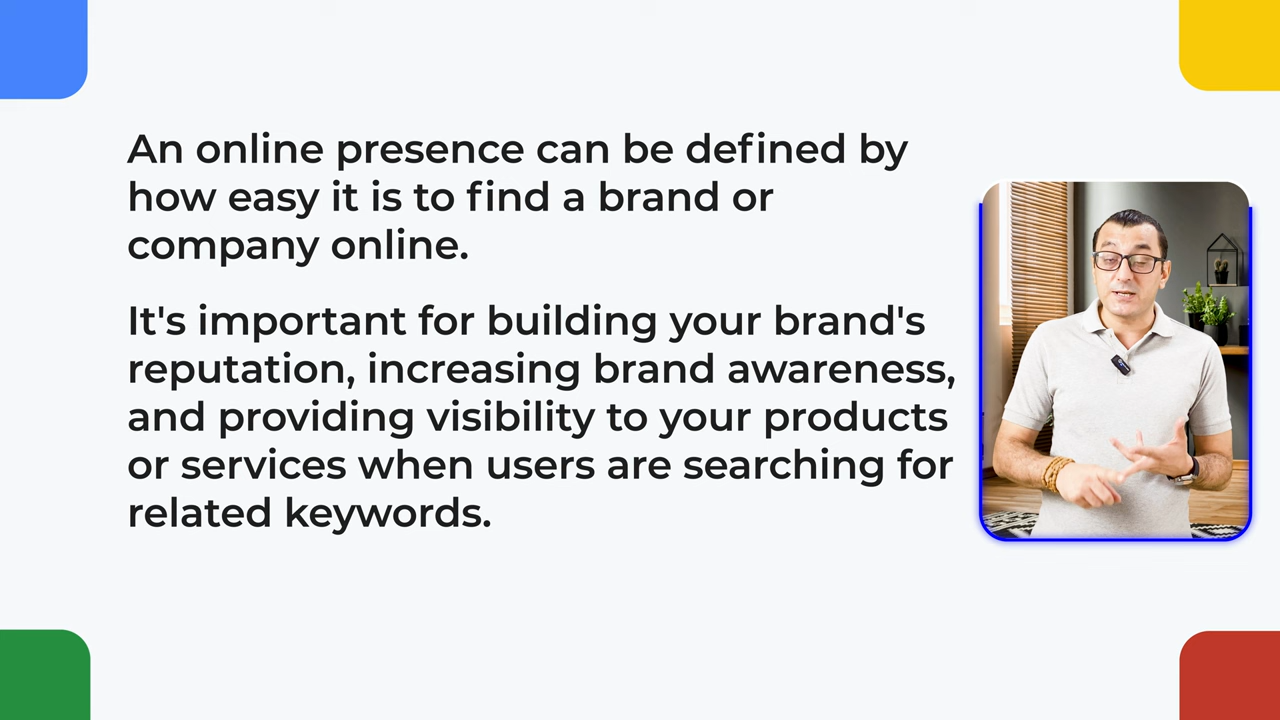 An online presence can be defined by
how easy it is to find a brand or
company online.
It's important for building your brand's
reputation, increasing brand awareness,
and providing visibility to your products
or services when users are searching for
related keywords.